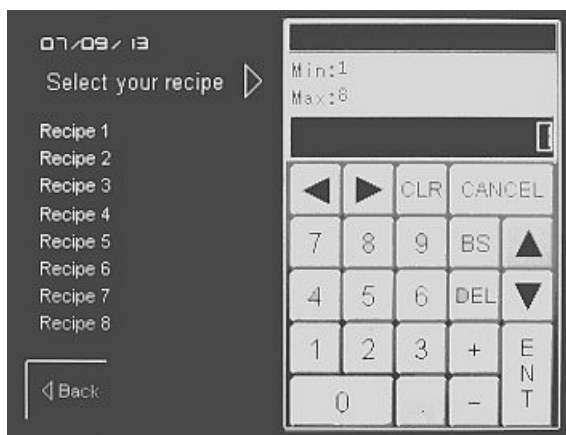 07/09/13
Select your recipe
Recipe 1
Recipe 2
Recipe 3
Recipe 4
Recipe 5
Recipe 6
Recipe 7
Recipe 8
Back
Min:1
Max:8
CLR CANCEL
7 8 9 BS
4 5 6 DEL
1 2 3 + ENT
0 . -